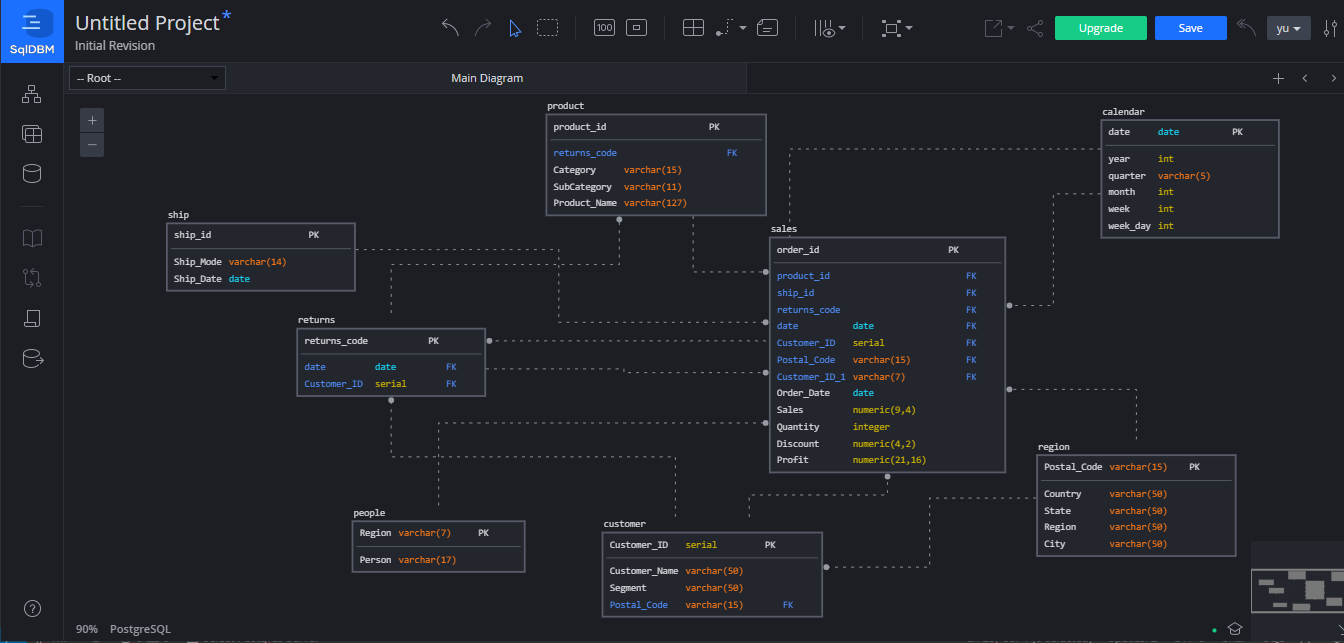 SqlDBM
Untitled Project*
Initial Revision
100
Upgrade
Save
yu
-- Root --
Main Diagram
product
product_id PK
returns_code FK
Category varchar(15)
SubCategory varchar(11)
Product_Name varchar(127)
calendar
date date PK
year int
quarter varchar(5)
month int
week int
week_day int
ship
ship_id PK
Ship_Mode varchar(14)
Ship_Date date
sales
order_id PK
product_id FK
ship_id FK
returns_code FK
date date FK
Customer_ID serial FK
Postal_Code varchar(15) FK
Customer_ID_1 varchar(7) FK
Order_Date date
Sales numeric(9,4)
Quantity integer
Discount numeric(4,2)
Profit numeric(21,16)
returns
returns_code PK
date date FK
Customer_ID serial FK
region
Postal_Code varchar(15) PK
Country varchar(50)
State varchar(50)
Region varchar(50)
City varchar(50)
people
Region varchar(7) PK
Person varchar(17)
customer
Customer_ID serial PK
Customer_Name varchar(50)
Segment varchar(50)
Postal_Code varchar(15) FK
90% PostgreSQL